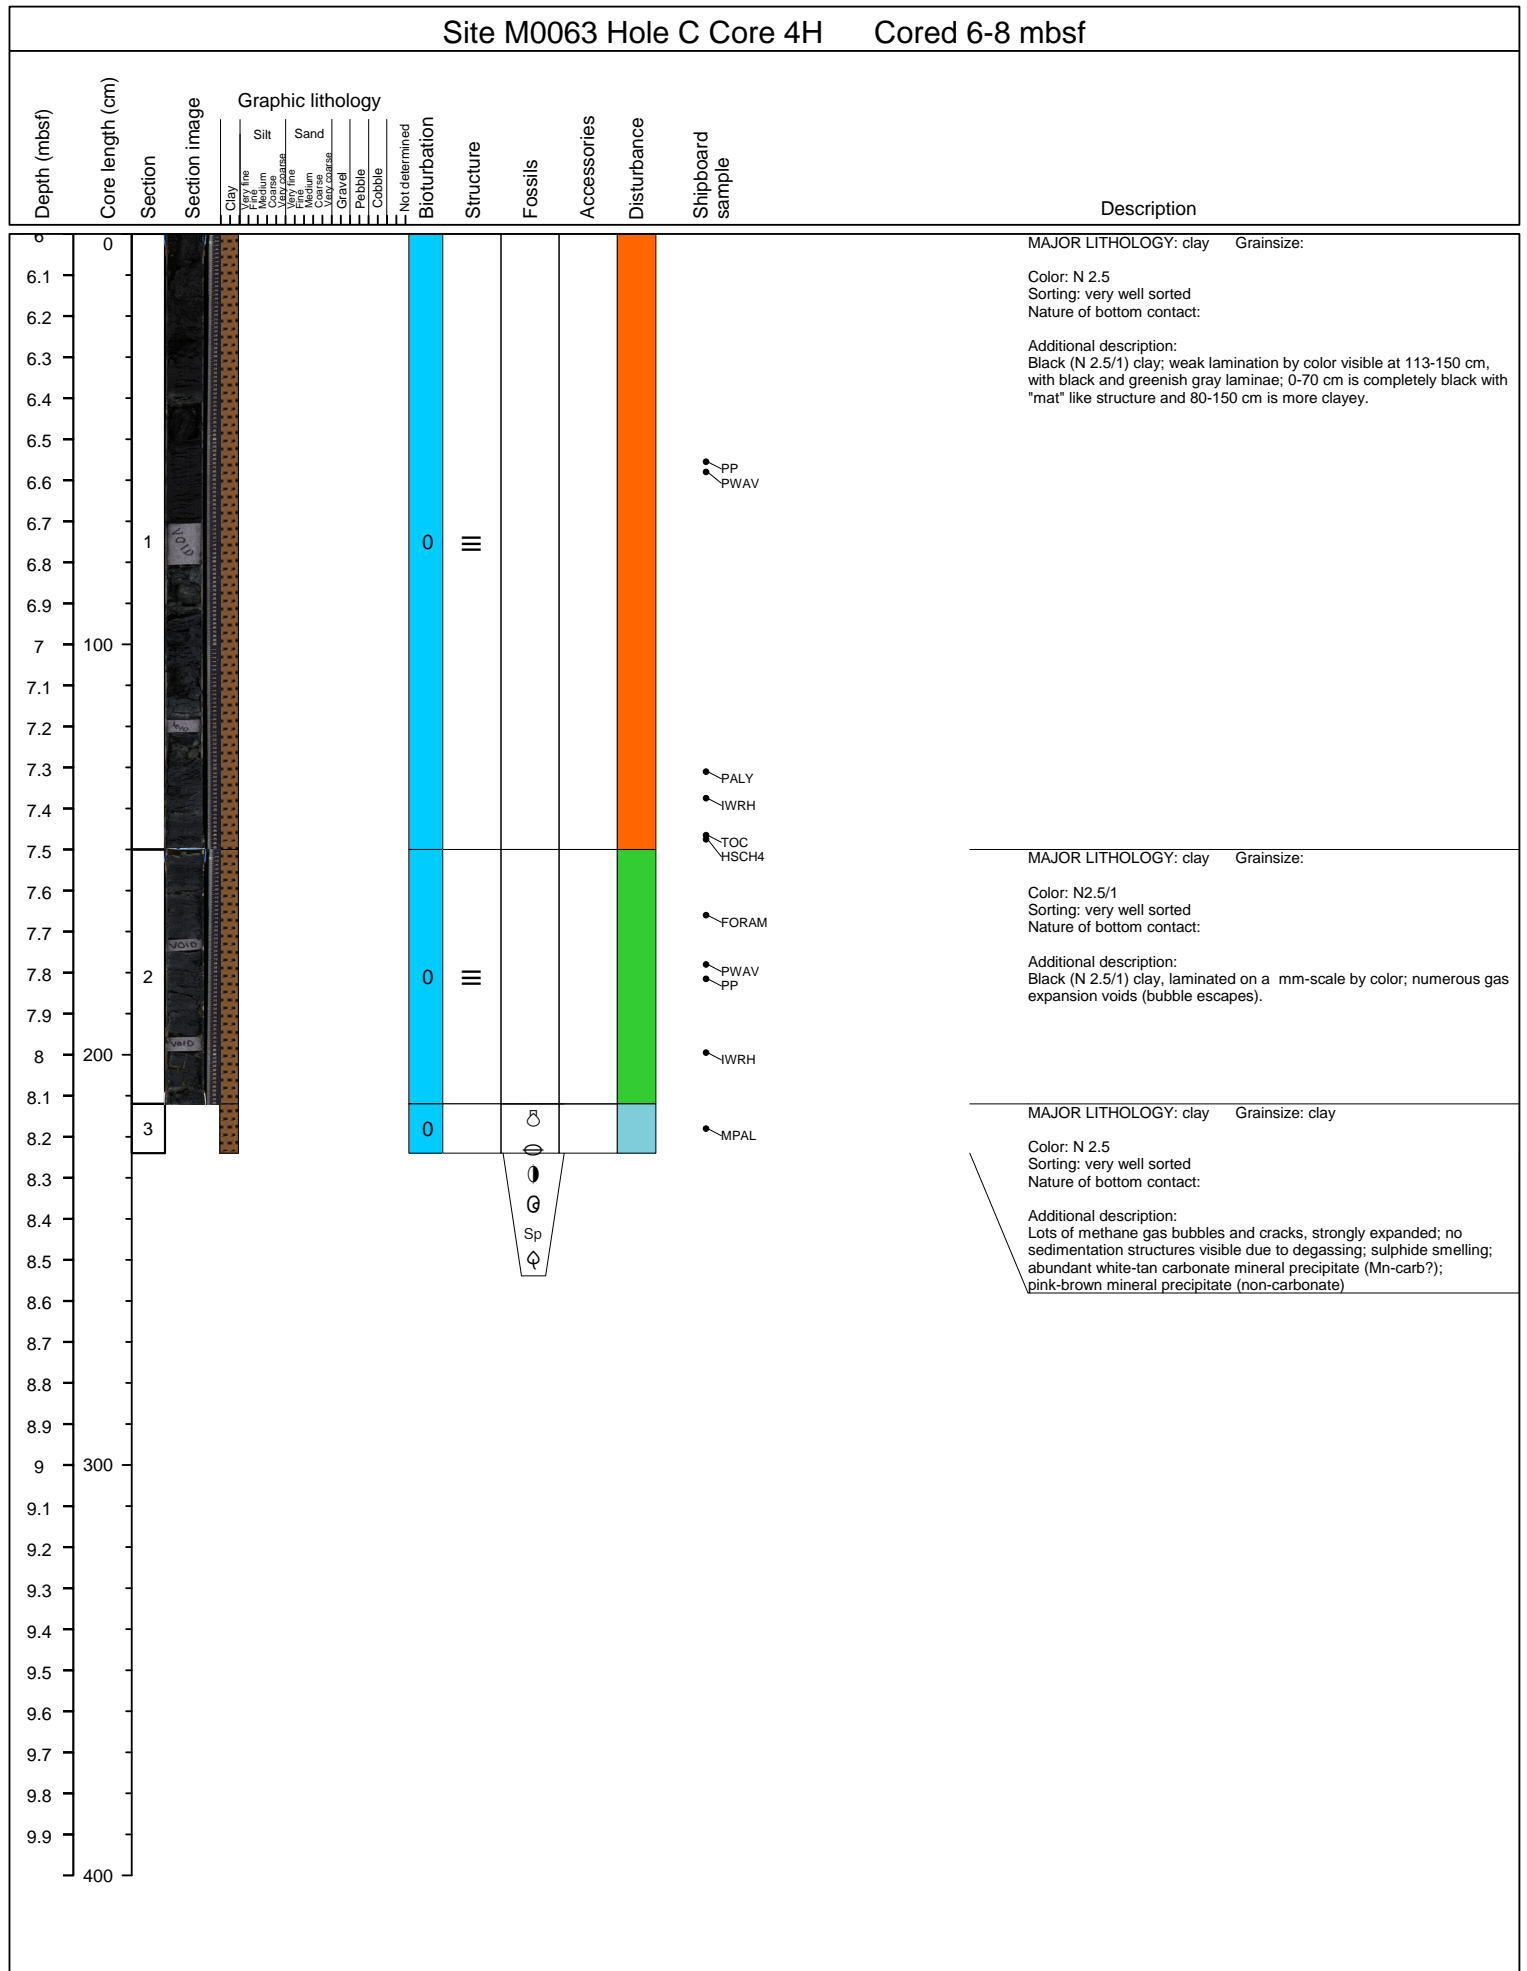 Site M0063 Hole C Core 4H Cored 6-8 mbsf
Depth (mbsf)
Core length (cm)
Section
Section image
Graphic lithology
Silt
Sand
Clay
Very fine
Fine
Medium
Coarse
Very coarse
Very fine
Fine
Medium
Coarse
Very coarse
Gravel
Pebble
Cobble
Not determined
Bioturbation
Structure
Fossils
Accessories
Disturbance
Shipboard
sample
Description
6
6.1
6.2
6.3
6.4
6.5
6.6
6.7
6.8
6.9
7
7.1
7.2
7.3
7.4
7.5
7.6
7.7
7.8
7.9
8
8.1
8.2
8.3
8.4
8.5
8.6
8.7
8.8
8.9
9
9.1
9.2
9.3
9.4
9.5
9.6
9.7
9.8
9.9
0
100
200
300
400
1
2
3
VOID
VOID
VOID
VOID
0
0
0
Sp
PP
PWAV
PALY
IWRH
TOC
HSCH4
FORAM
PWAV
PP
IWRH
MPAL
MAJOR LITHOLOGY: clay Grainsize:
Color: N 2.5
Sorting: very well sorted
Nature of bottom contact:
Additional description:
Black (N 2.5/1) clay; weak lamination by color visible at 113-150 cm,
with black and greenish gray laminae; 0-70 cm is completely black with
"mat" like structure and 80-150 cm is more clayey.
MAJOR LITHOLOGY: clay Grainsize:
Color: N2.5/1
Sorting: very well sorted
Nature of bottom contact:
Additional description:
Black (N 2.5/1) clay, laminated on a mm-scale by color; numerous gas
expansion voids (bubble escapes).
MAJOR LITHOLOGY: clay Grainsize: clay
Color: N 2.5
Sorting: very well sorted
Nature of bottom contact:
Additional description:
Lots of methane gas bubbles and cracks, strongly expanded; no
sedimentation structures visible due to degassing; sulphide smelling;
abundant white-tan carbonate mineral precipitate (Mn-carb?);
pink-brown mineral precipitate (non-carbonate)